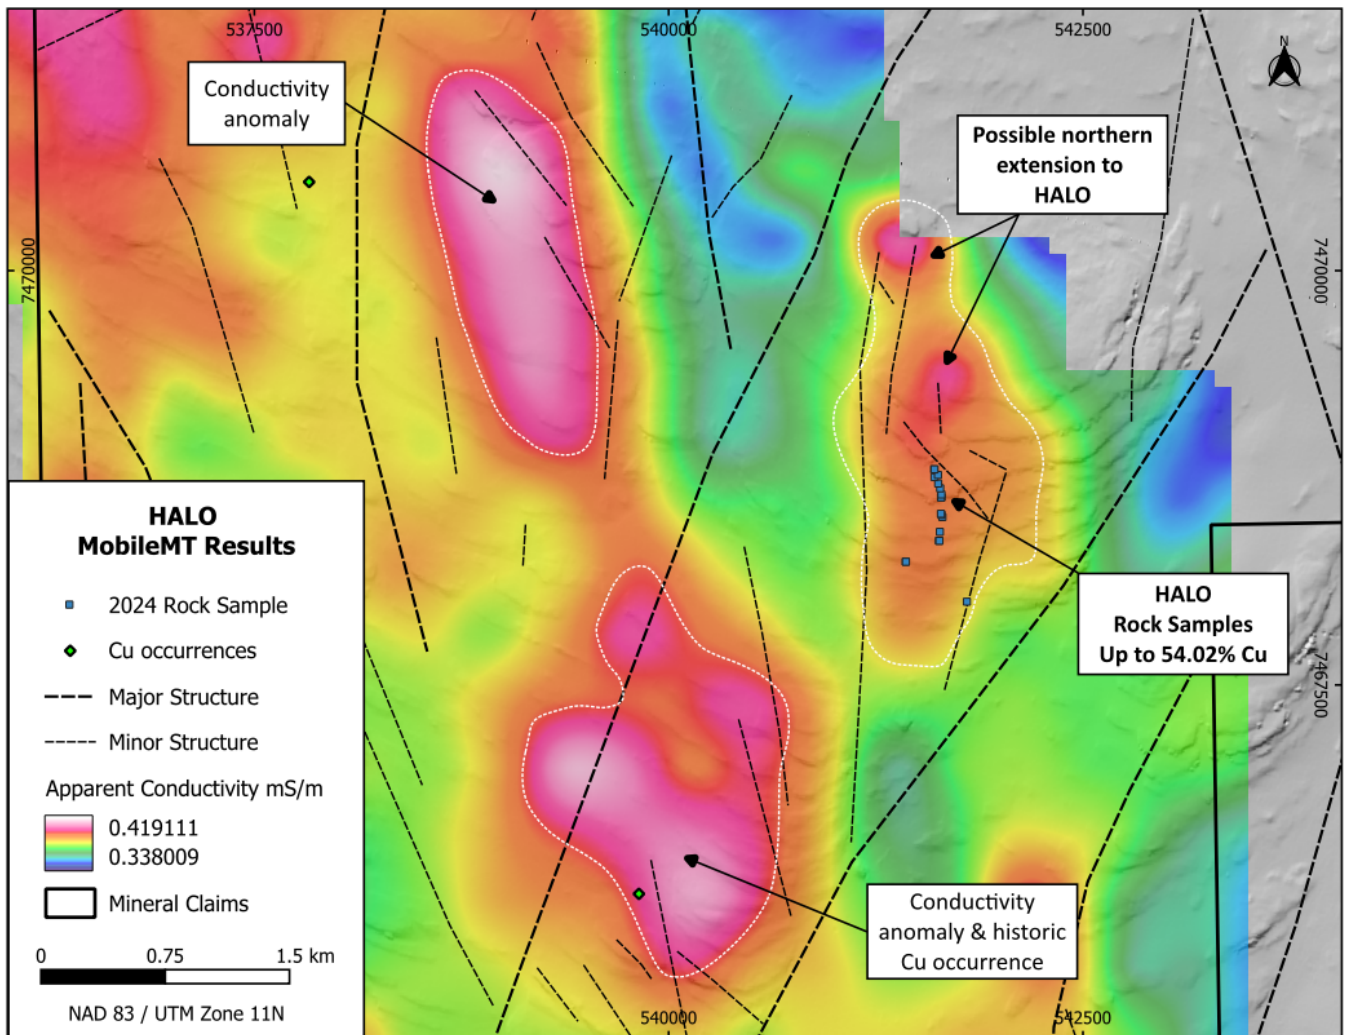 537500
540000
542500
N
Conductivity
anomaly
Possible northern
extension to
HALO
7470000
7470000
HALO
MobileMT Results
2024 Rock Sample
Cu occurrences
Major Structure
Minor Structure
Apparent Conductivity mS/m
0.419111
0.338009
Mineral Claims
0 0.75 1.5 km
NAD 83 / UTM Zone 11N
HALO
Rock Samples
Up to 54.02% Cu
7467500
Conductivity
anomaly & historic
Cu occurrence
540000
542500